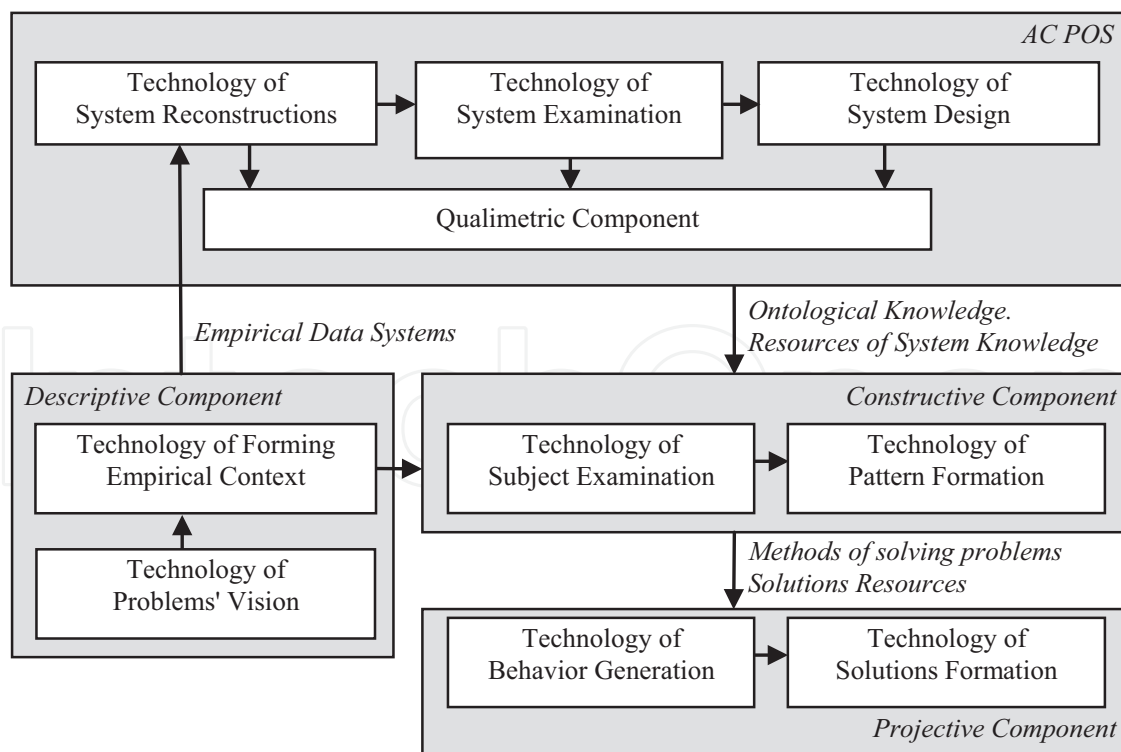 AC POS
Technology of
System Reconstructions
Technology of
System Examination
Technology of
System Design
Qualimetric Component
Empirical Data Systems
Ontological Knowledge.
Resources of System Knowledge
Descriptive Component
Technology of Forming
Empirical Context
Technology of
Problems' Vision
Constructive Component
Technology of
Subject Examination
Technology of
Pattern Formation
Methods of solving problems
Solutions Resources
Technology of
Behavior Generation
Technology of
Solutions Formation
Projective Component